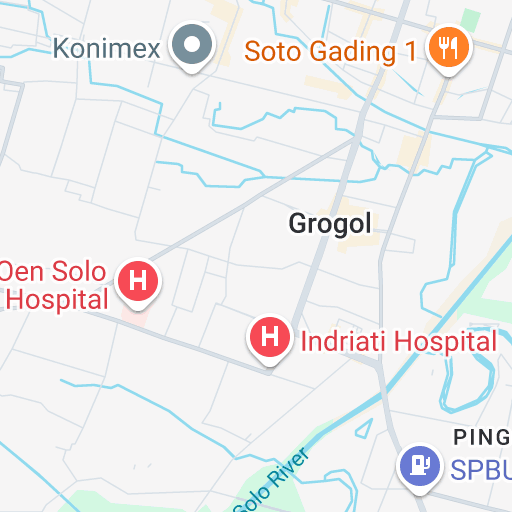 Konimex
Soto Gading 1
Grogol
Oen Solo
Hospital
H
H
Indriati Hospital
PING
SPBU
Solo River